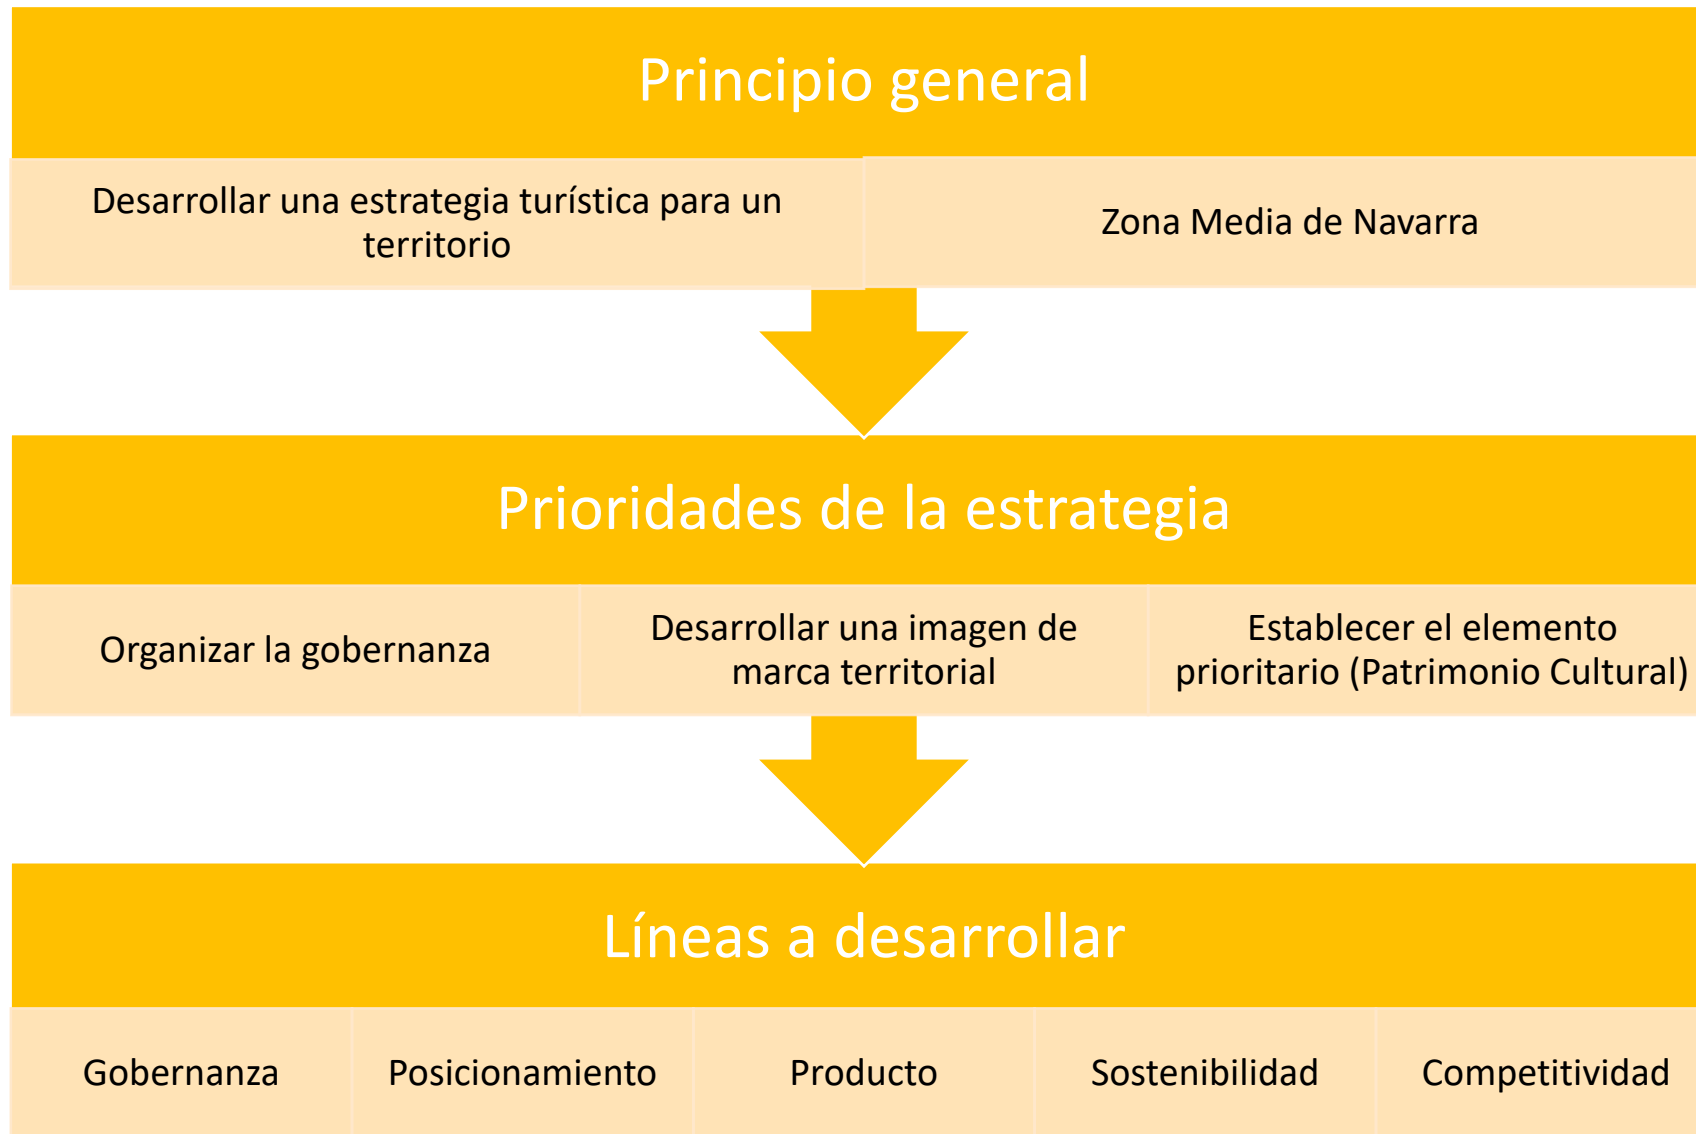 Principio general
Desarrollar una estrategia turística para un
territorio
Zona Media de Navarra
Prioridades de la estrategia
Organizar la gobernanza
Desarrollar una imagen de
marca territorial
Establecer el elemento
prioritario (Patrimonio Cultural)
Líneas a desarrollar
Gobernanza
Posicionamiento
Producto
Sostenibilidad
Competitividad